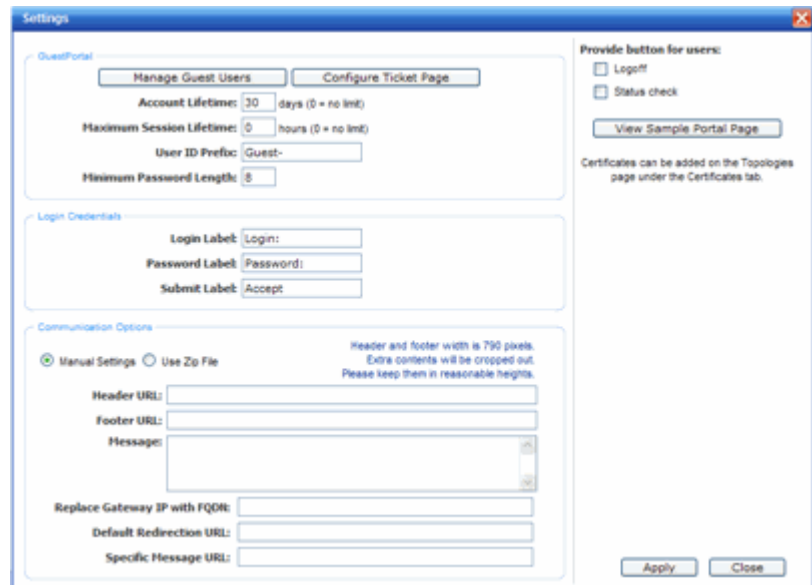 Settings
GuestPortal
Manage Guest Users
Configure Ticket Page
Account Lifetime: 30 days (0 = no limit)
Maximum Session Lifetime: 0 hours (0 = no limit)
User ID Prefix: Guest-
Minimum Password Length: 8
Login Credentials
Login Label: Login:
Password Label: Password:
Submit Label: Accept
Communication Options
Manual Settings Use Zip File
Header and footer width is 790 pixels.
Extra contents will be cropped out.
Please keep them in reasonable heights.
Header URL:
Footer URL:
Message:
Replace Gateway IP with FQDN:
Default Redirection URL:
Specific Message URL:
Provide button for users:
Logoff
Status check
View Sample Portal Page
Certificates can be added on the Topologies
page under the Certificates tab.
Apply
Close